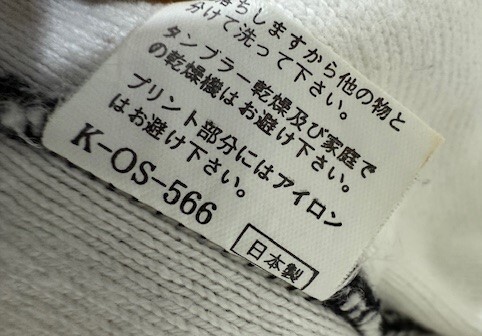 落ちしますから他の物と
分けて洗って下さい。
タンブラー乾燥及び家庭で
の乾燥機はお避け下さい。
プリント部分にはアイロン
はお避け下さい。
K-OS-566
日本製